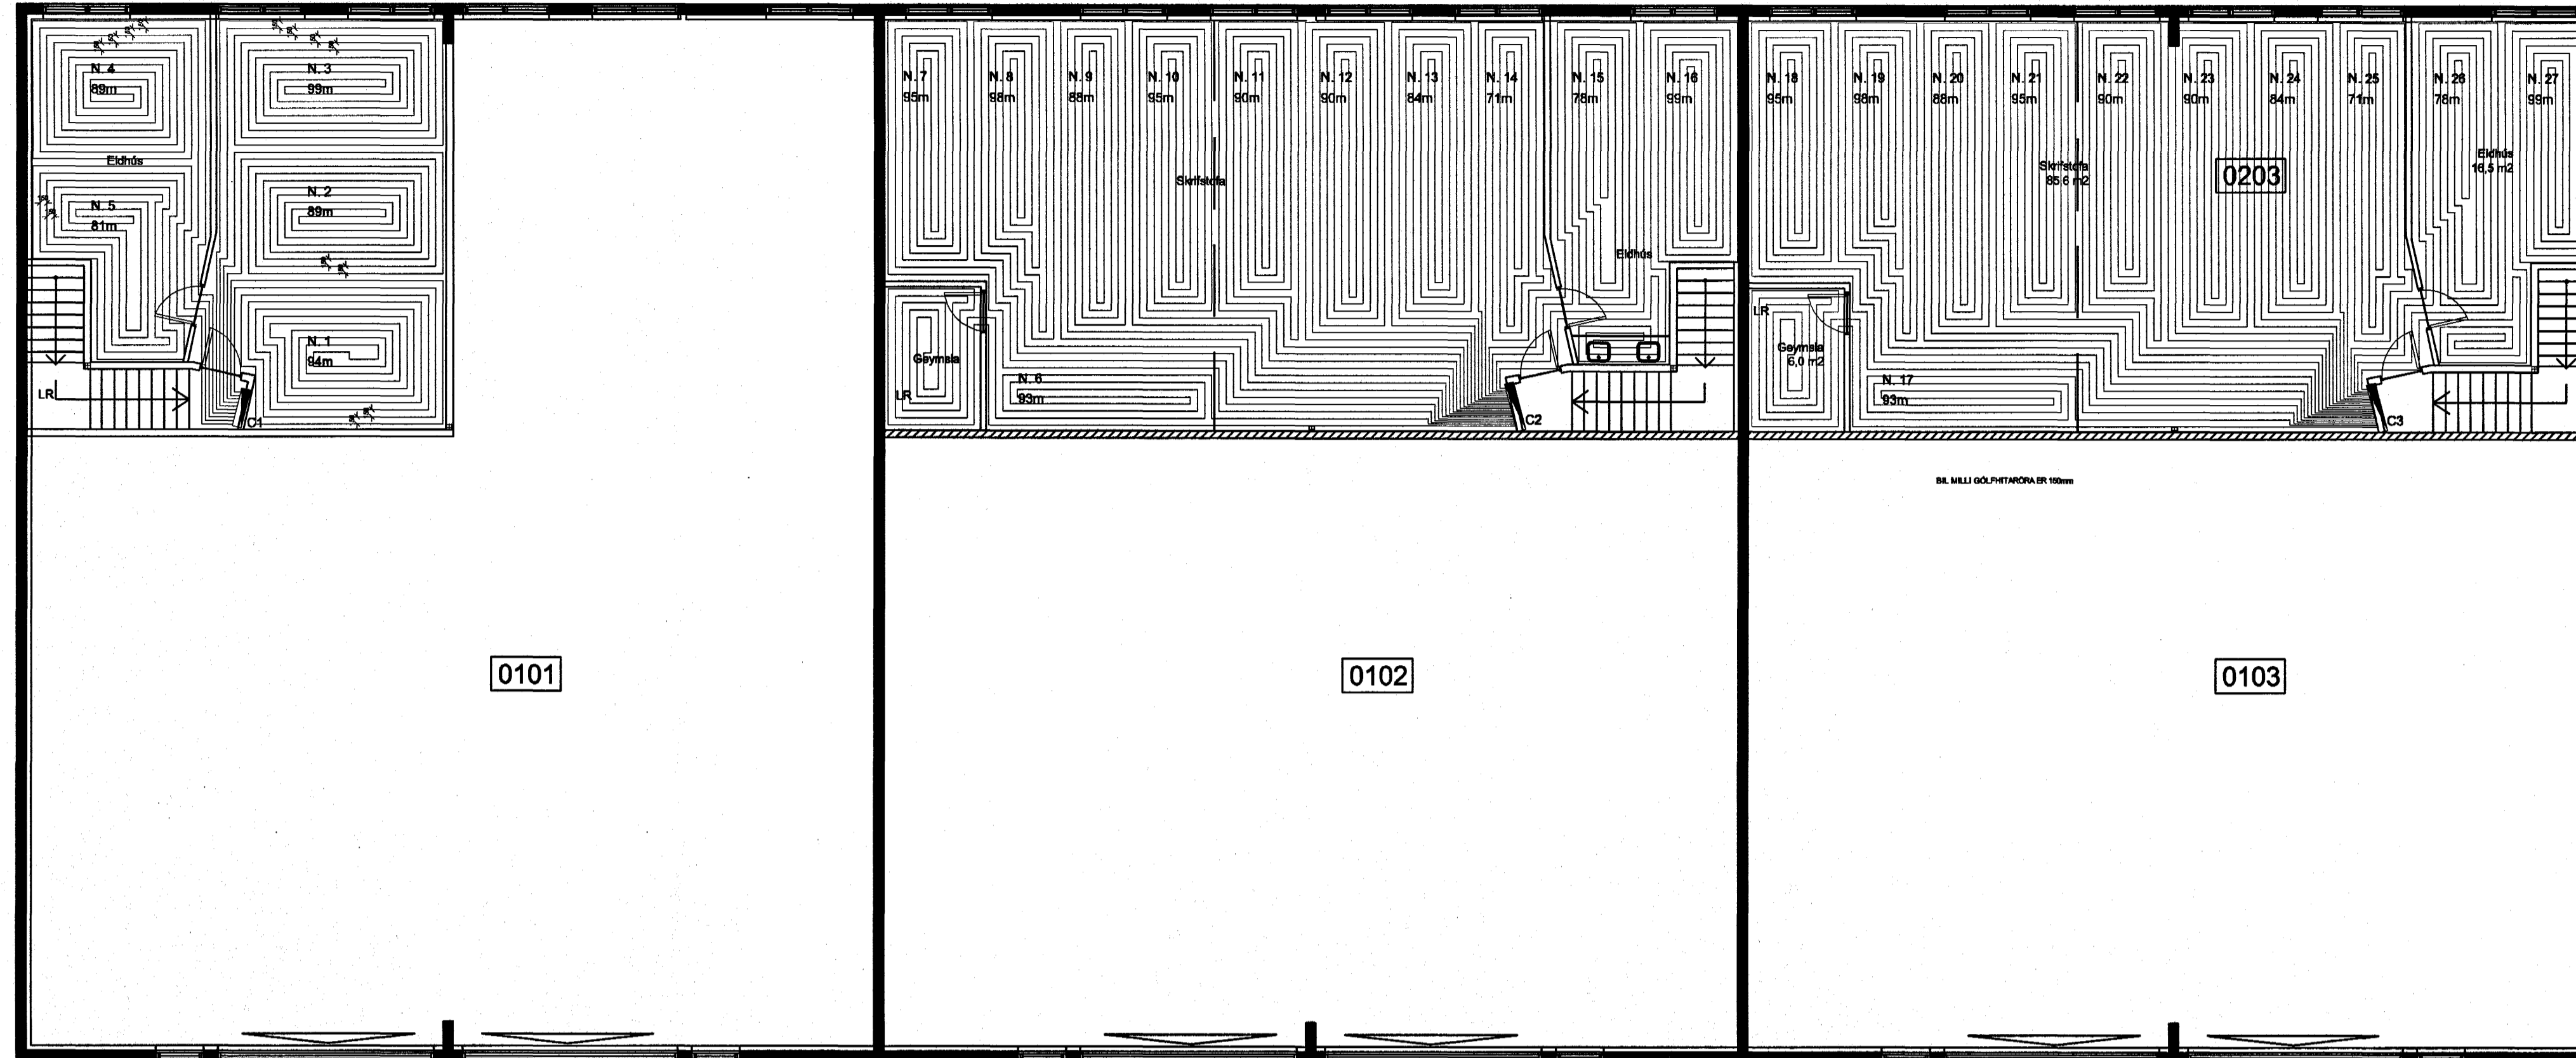 N. 4
89m
N. 3
99m
Eldhús
N. 5
81m
N. 2
89m
N. 1
94m
LR
C1
N. 7
95m
N. 8
98m
N. 9
88m
N. 10
95m
N. 11
90m
N. 12
90m
N. 13
84m
N. 14
71m
N. 15
78m
N. 16
99m
Skrifstofa
Eldhús
Geymsla
LR
N. 6
93m
C2
N. 18
95m
N. 19
98m
N. 20
88m
N. 21
95m
N. 22
90m
N. 23
90m
N. 24
84m
N. 25
71m
N. 26
78m
N. 27
99m
Skrifstofa
85,6 m2
0203
Eldhús
16,5 m2
LR
Geymsla
6,0 m2
N. 17
93m
C3
BIL MILLI GÓLFHITARÖRA ER 150mm
0101
0102
0103